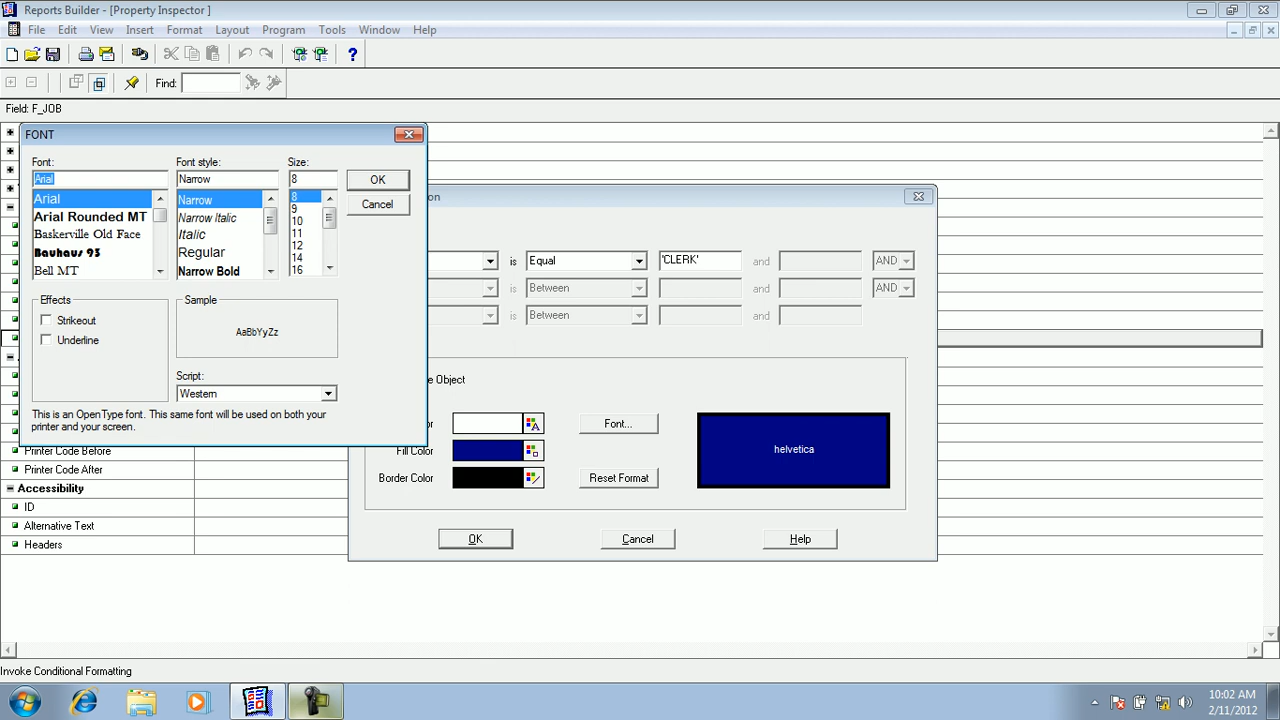 Reports Builder - [Property Inspector ]
File Edit View Insert Format Layout Program Tools Window Help
Find:
Field: F_JOB
FONT
Font: Font style: Size:
Arial Narrow 8 OK
Arial Narrow 8 Cancel
Arial Rounded MT Narrow Italic 9
Baskerville Old Face Italic 10
Bauhaus 93 Regular 11
Bell MT Narrow Bold 12
14
16
Effects Sample
Strikeout
Underline
AaBbYyZz
Script:
Western
This is an OpenType font. This same font will be used on both your
printer and your screen.
on
is Equal 'CLERK' and AND
is Between and AND
is Between and
e Object
or Font...
Fill Color helvetica
Border Color Reset Format
OK Cancel Help
Printer Code Before
Printer Code After
Accessibility
ID
Alternative Text
Headers
Invoke Conditional Formatting
10:02 AM
2/11/2012